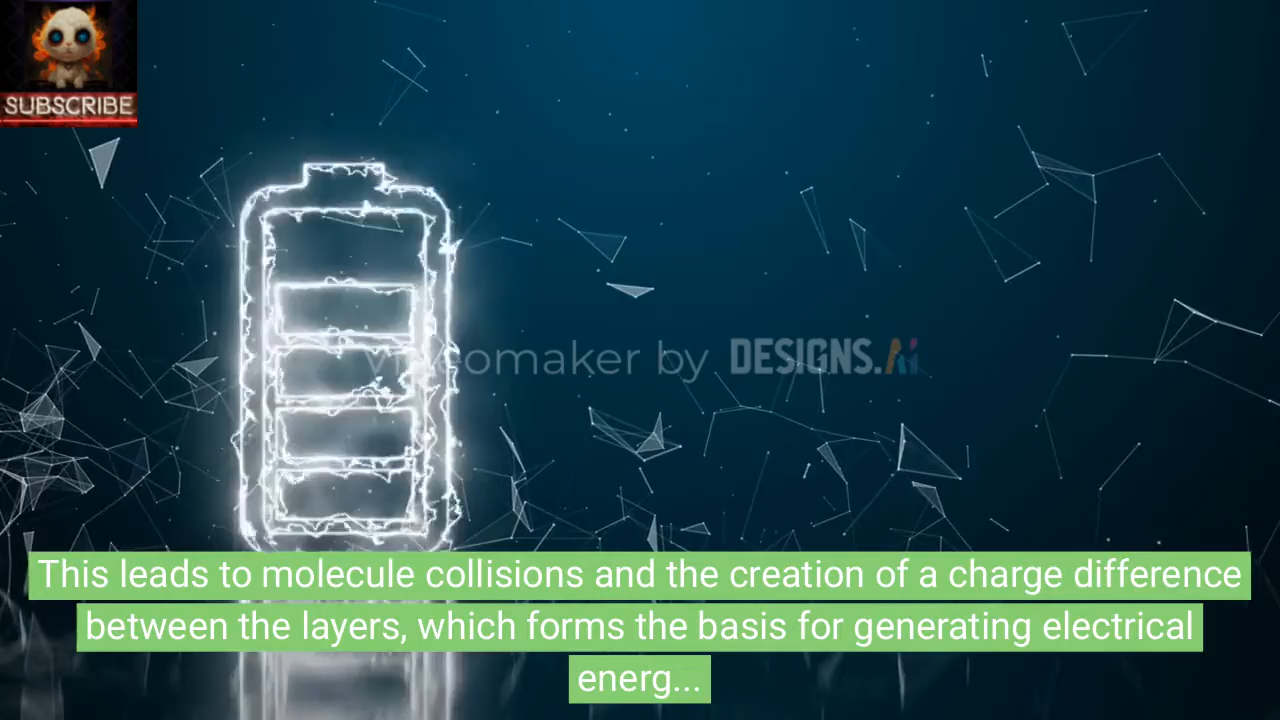 SUBSCRIBE
videomaker by DESIGNS.AI
This leads to molecule collisions and the creation of a charge difference
between the layers, which forms the basis for generating electrical
energ...